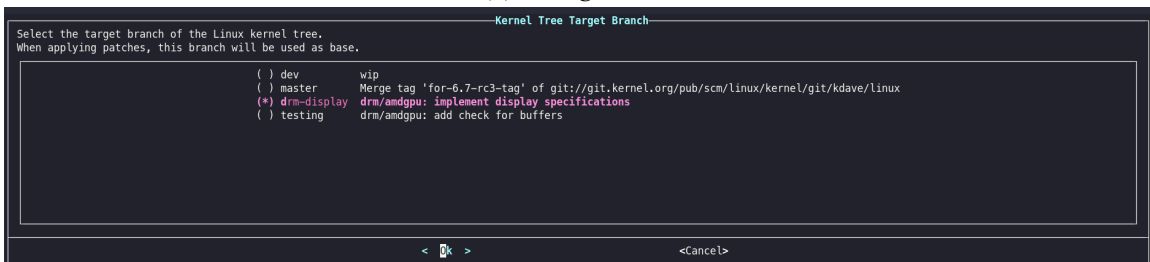 Kernel Tree Target Branch
Select the target branch of the Linux kernel tree.
When applying patches, this branch will be used as base.
( ) dev wip
( ) master Merge tag 'for-6.7-rc3-tag' of git://git.kernel.org/pub/scm/linux/kernel/git/kdave/linux
(*) drm-display drm/amdgpu: implement display specifications
( ) testing drm/amdgpu: add check for buffers
< Ok > <Cancel>